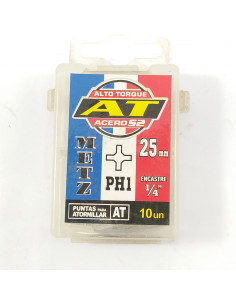 ALTO TORQUE
AT
ACERO S2
METZ
25 mm
PH1
ENCASTRE
1/4"
PUNTAS PARA
ATORNILLAR
AT
10 un